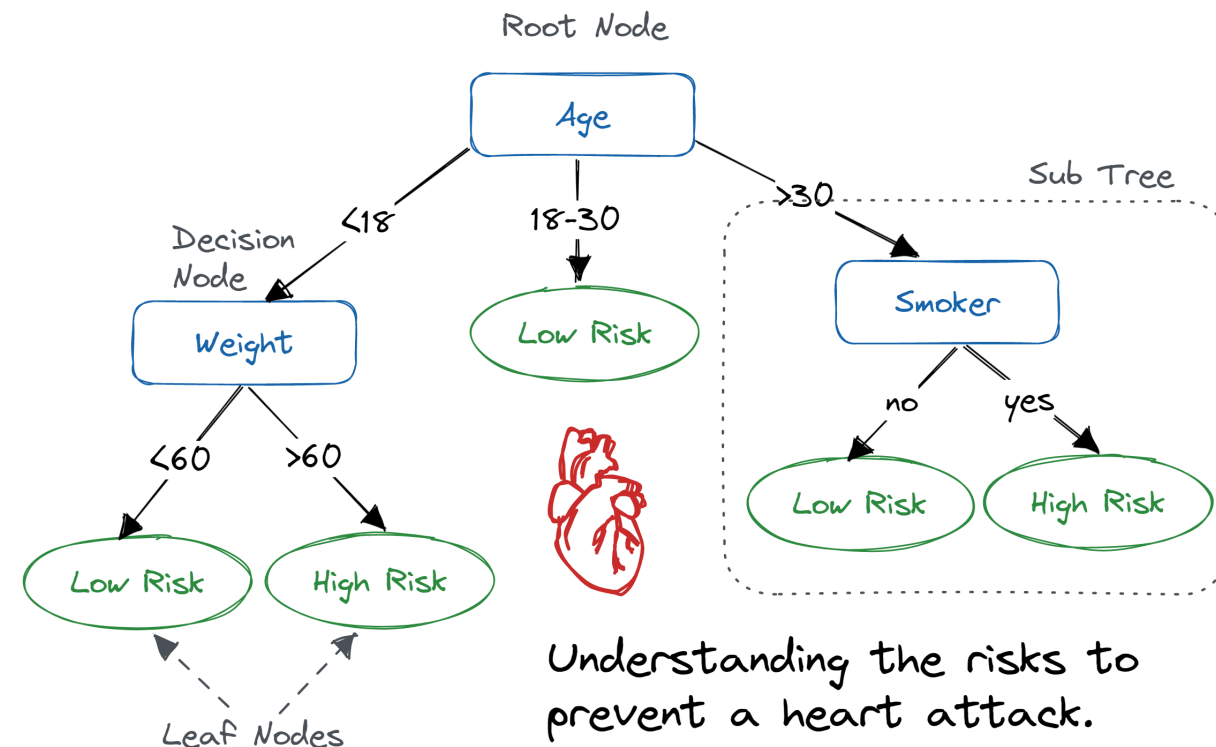 Root Node
Age
Sub Tree
<18
18-30
>30
Decision
Node
Weight
Low Risk
Smoker
<60
>60
no
yes
Low Risk
High Risk
Low Risk
High Risk
Leaf Nodes
Understanding the risks to
prevent a heart attack.